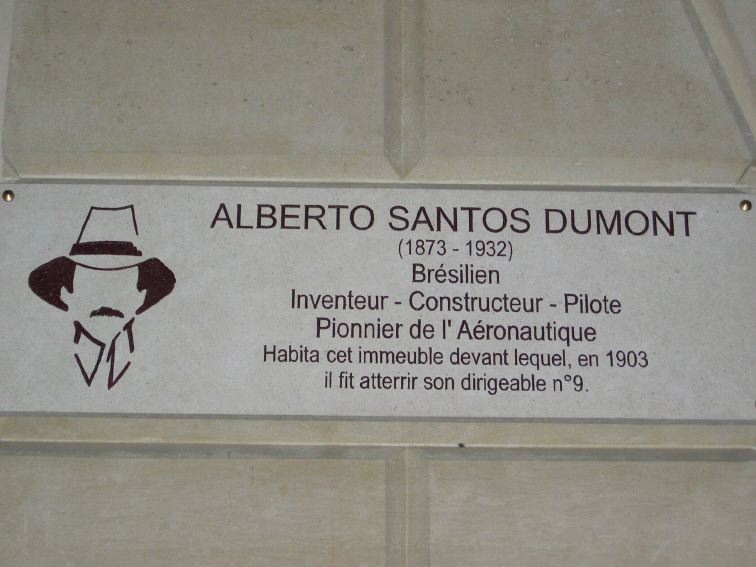 ALBERTO SANTOS DUMONT
(1873 - 1932)
Brésilien
Inventeur - Constructeur - Pilote
Pionnier de l' Aéronautique
Habita cet immeuble devant lequel, en 1903
il fit atterrir son dirigeable n°9.